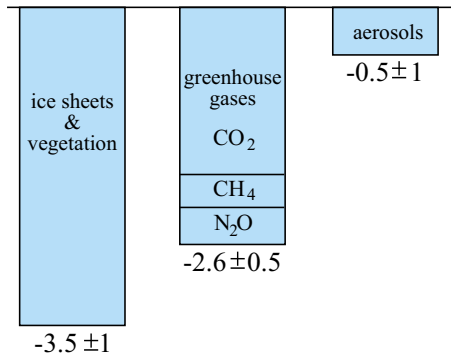 ice sheets
&
vegetation
-3.5 ±1
greenhouse
gases
CO₂
CH₄
N₂O
-2.6 ±0.5
aerosols
-0.5 ± 1